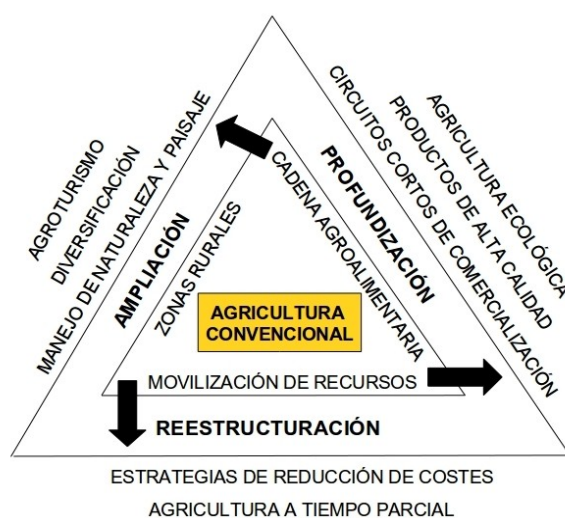 AGROTURISMO
DIVERSIFICACIÓN
MANEJO DE NATURALEZA Y PAISAJE
AMPLIACIÓN
ZONAS RURALES
AGRICULTURA ECOLÓGICA
PRODUCTOS DE ALTA CALIDAD
CIRCUITOS CORTOS DE COMERCIALIZACIÓN
PROFUNDIZACIÓN
CADENA AGROALIMENTARIA
AGRICULTURA
CONVENCIONAL
MOVILIZACIÓN DE RECURSOS
REESTRUCTURACIÓN
ESTRATEGIAS DE REDUCCIÓN DE COSTES
AGRICULTURA A TIEMPO PARCIAL